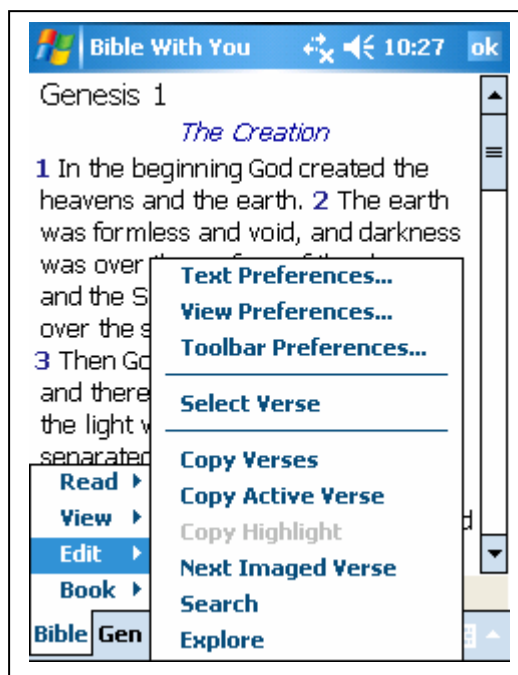 Bible With You 10:27 ok
Genesis 1
The Creation
1 In the beginning God created the
heavens and the earth. 2 The earth
was formless and void, and darkness
was over
and the S
over the s
3 Then Go
and there
the light
separated
Text Preferences...
View Preferences...
Toolbar Preferences...
Select Verse
Copy Verses
Copy Active Verse
Copy Highlight
Next Imaged Verse
Search
Explore
Read
View
Edit
Book
Bible Gen